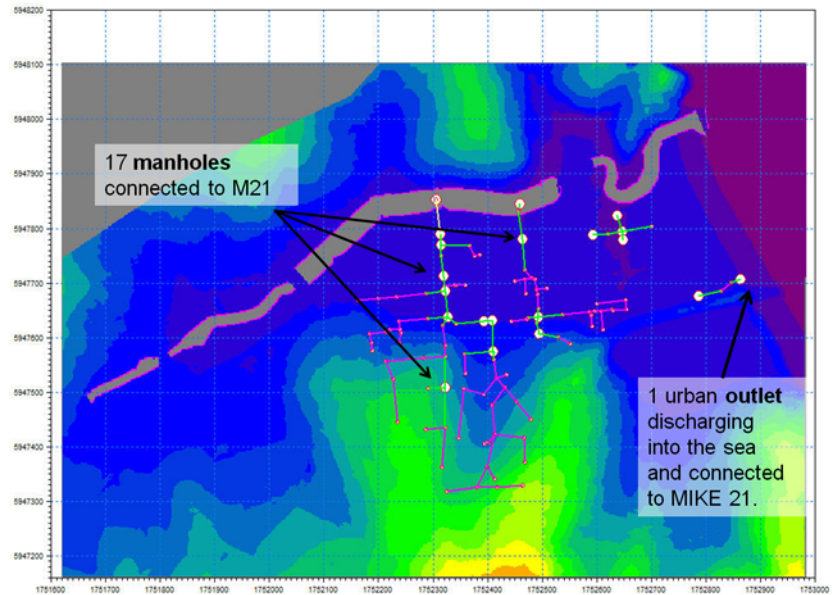 5948200
5948100
5948000
5947900
5947800
5947700
5947600
5947500
5947400
5947300
5947200
17 manholes
connected to M21
1 urban outlet
discharging
into the sea
and connected
to MIKE 21.
1751600 1751700 1751800 1751900 1752000 1752100 1752200 1752300 1752400 1752500 1752600 1752700 1752800 1752900 1753000